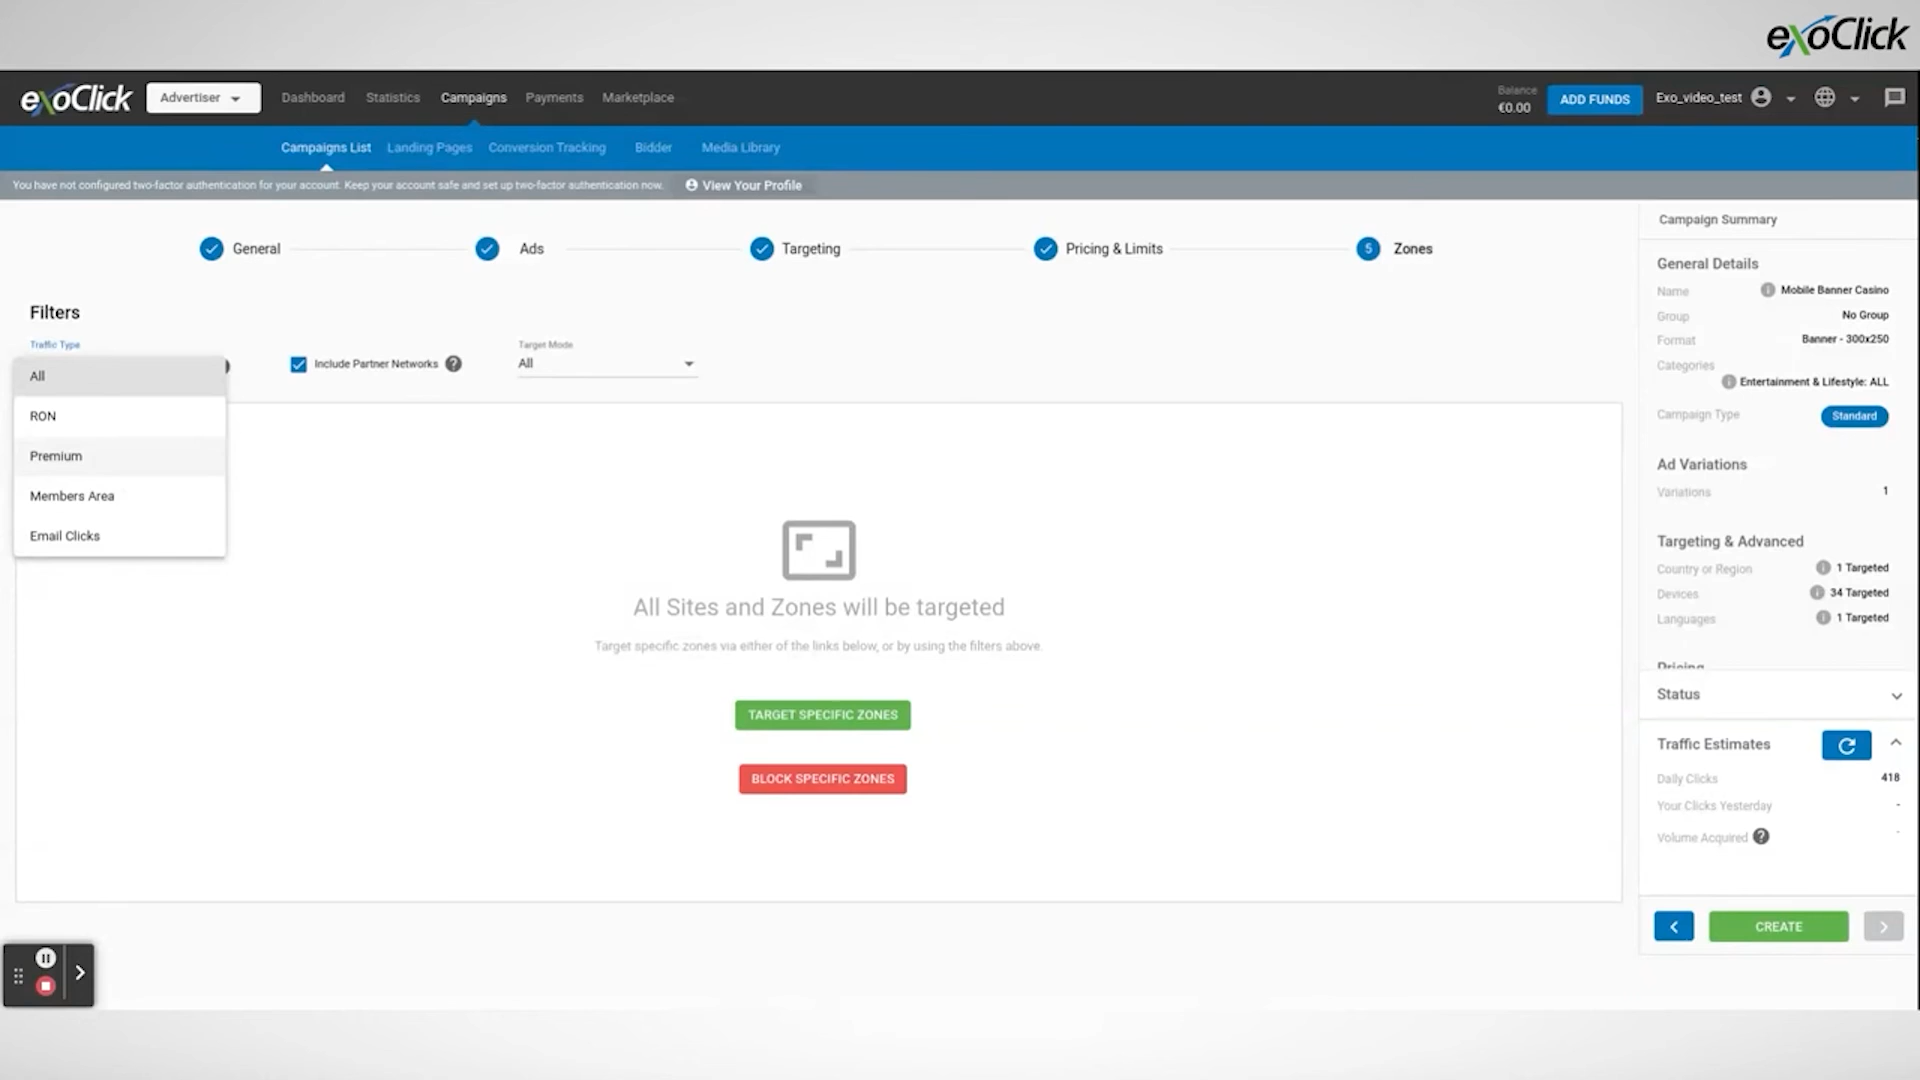 exoClick
exoClick
Advertiser
Dashboard
Statistics
Campaigns
Payments
Marketplace
Balance
€0.00
ADD FUNDS
Exo_video_test
Campaigns List
Landing Pages
Conversion Tracking
Bidder
Media Library
You have not configured two-factor authentication for your account. Keep your account safe and set up two-factor authentication now.
View Your Profile
General
Ads
Targeting
Pricing & Limits
5
Zones
Filters
Traffic Type
All
RON
Premium
Members Area
Email Clicks
Include Partner Networks ?
Target Mode
All
All Sites and Zones will be targeted
Target specific zones via either of the links below, or by using the filters above.
TARGET SPECIFIC ZONES
BLOCK SPECIFIC ZONES
Campaign Summary
General Details
Name Mobile Banner Casino
Group No Group
Format Banner - 300x250
Categories
Entertainment & Lifestyle: ALL
Campaign Type Standard
Ad Variations
Variations 1
Targeting & Advanced
Country or Region 1 Targeted
Devices 34 Targeted
Languages 1 Targeted
Pricing
Status
Traffic Estimates
Daily Clicks 418
Your Clicks Yesterday -
Volume Acquired ? -
CREATE